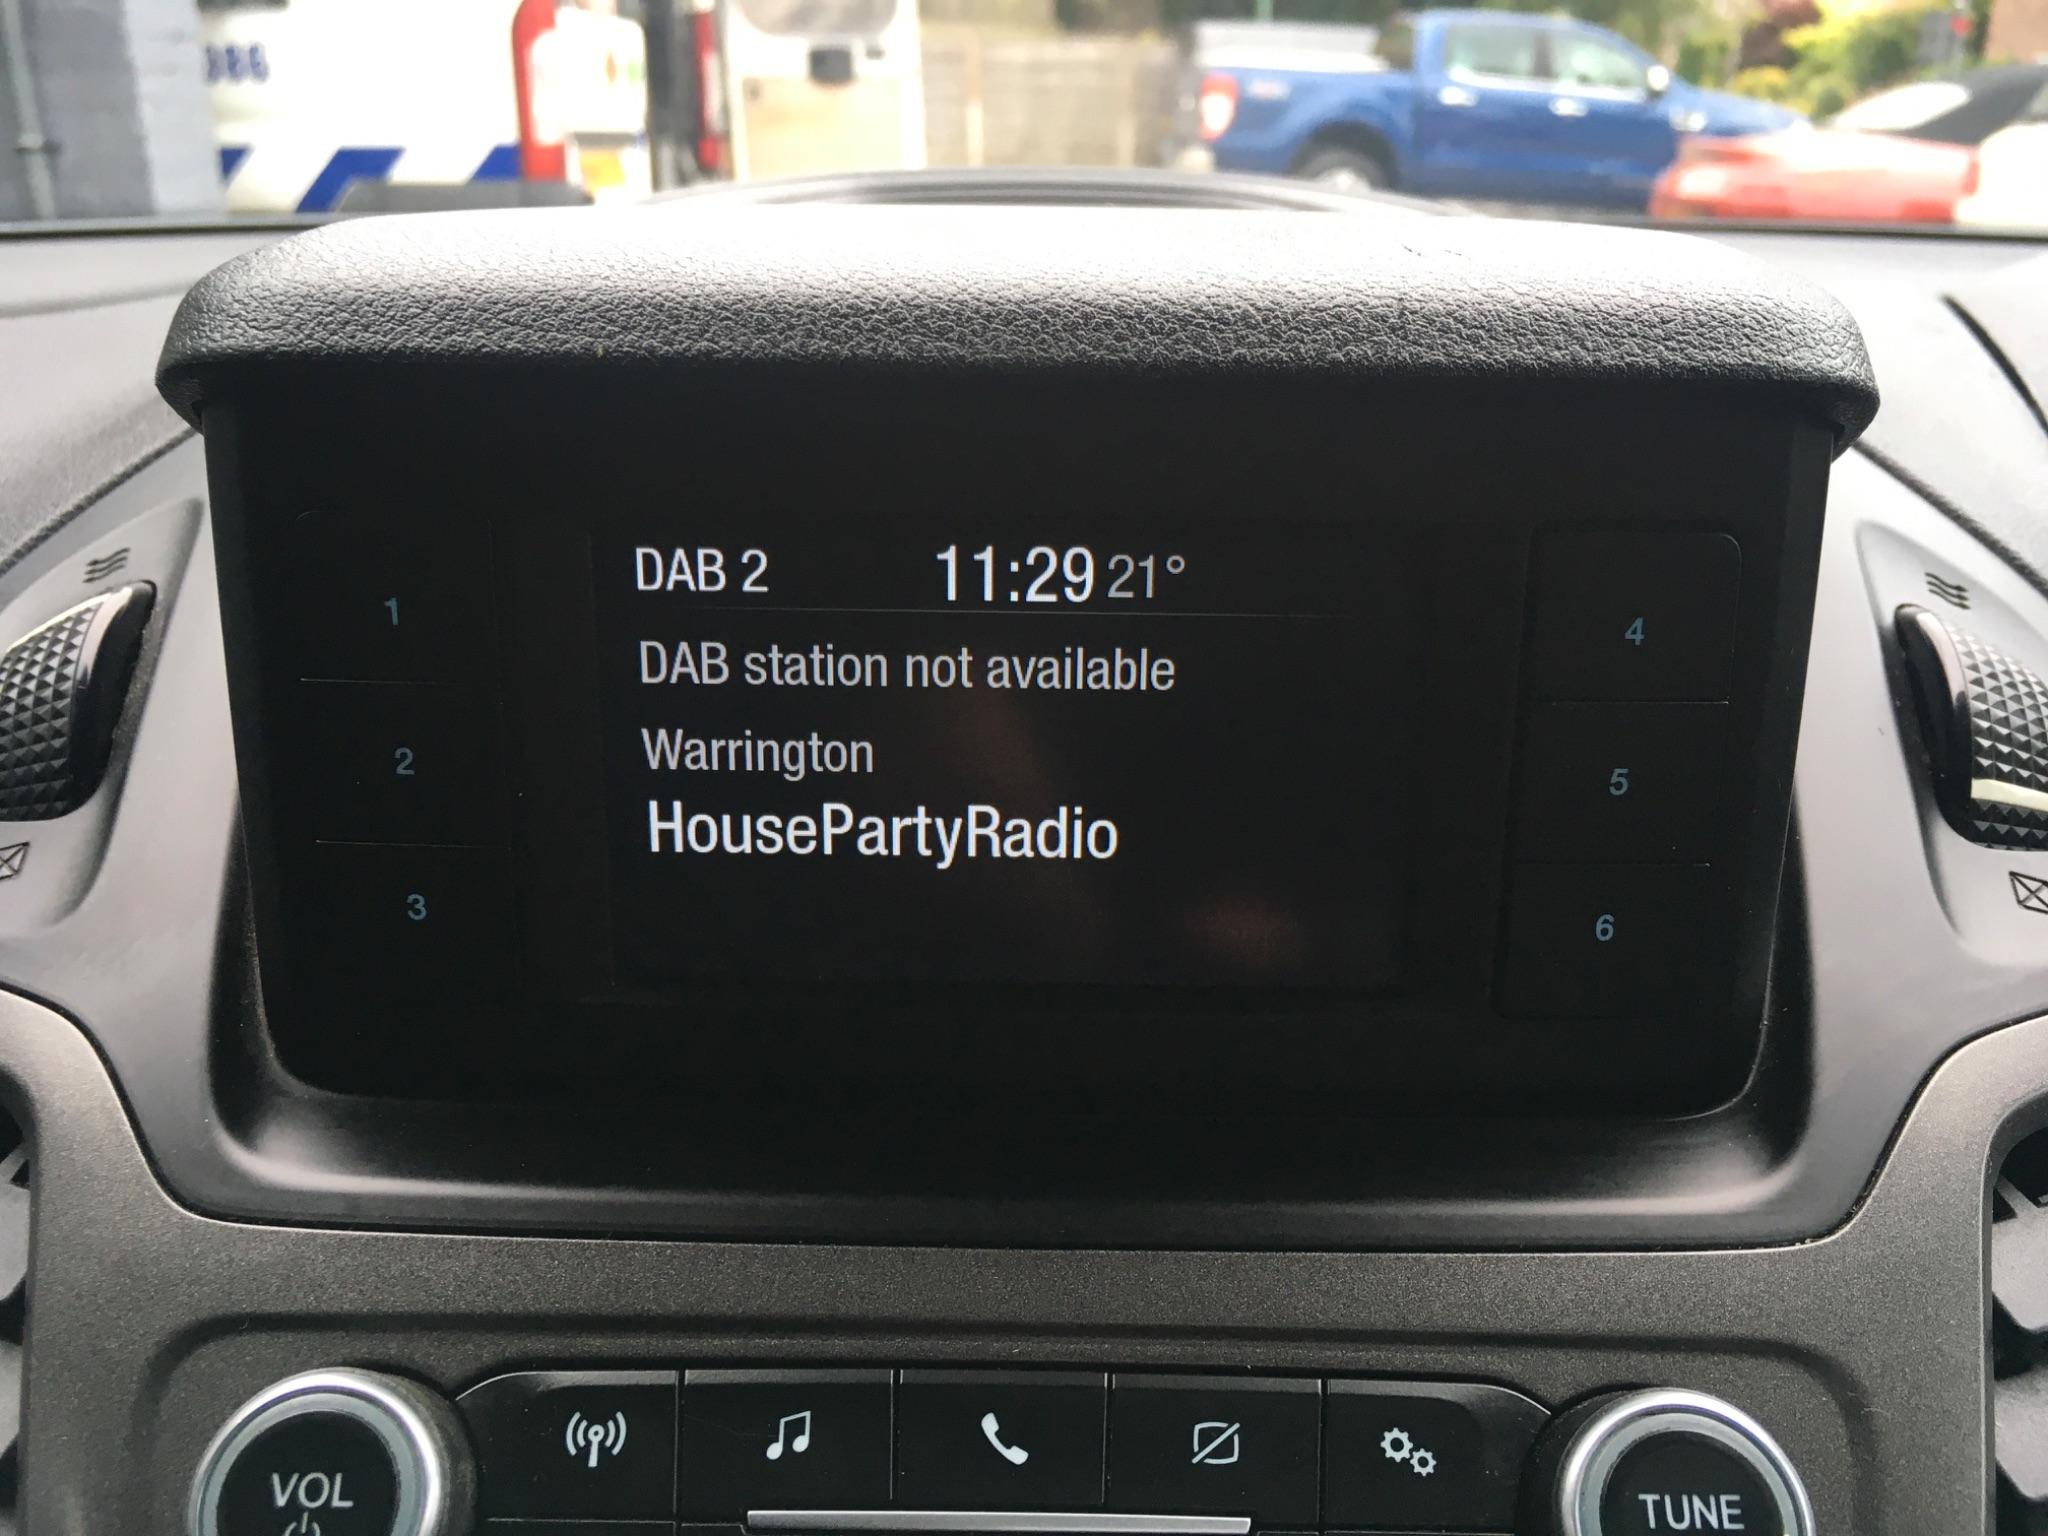 086
DAB 2 11:29 21°
DAB station not available
Warrington
HousePartyRadio
1
2
3
4
5
6
VOL
TUNE